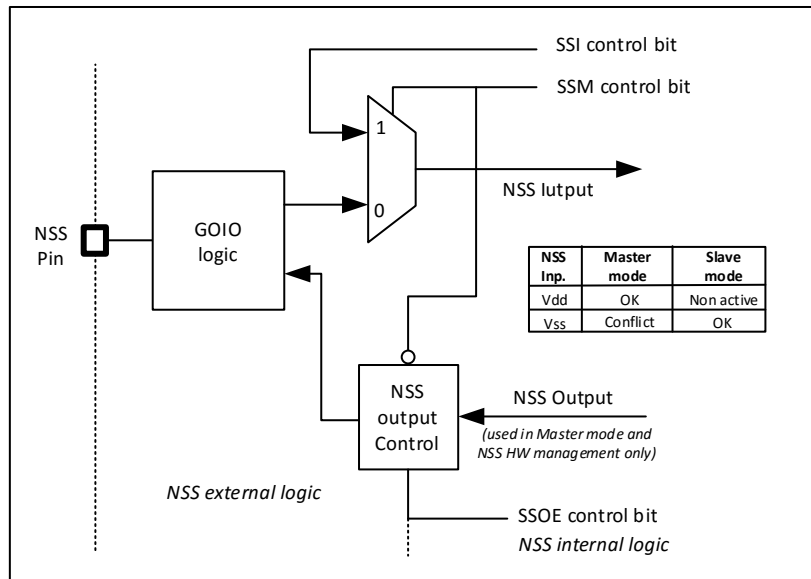 SSI control bit
SSM control bit
1
NSS Iutput
0
NSS
Pin
GOIO
logic
NSS
Inp.
Master
mode
Slave
mode
Vdd
OK
Non active
Vss
Conflict
OK
NSS
output
Control
NSS Output
(used in Master mode and
NSS HW management only)
NSS external logic
SSOE control bit
NSS internal logic